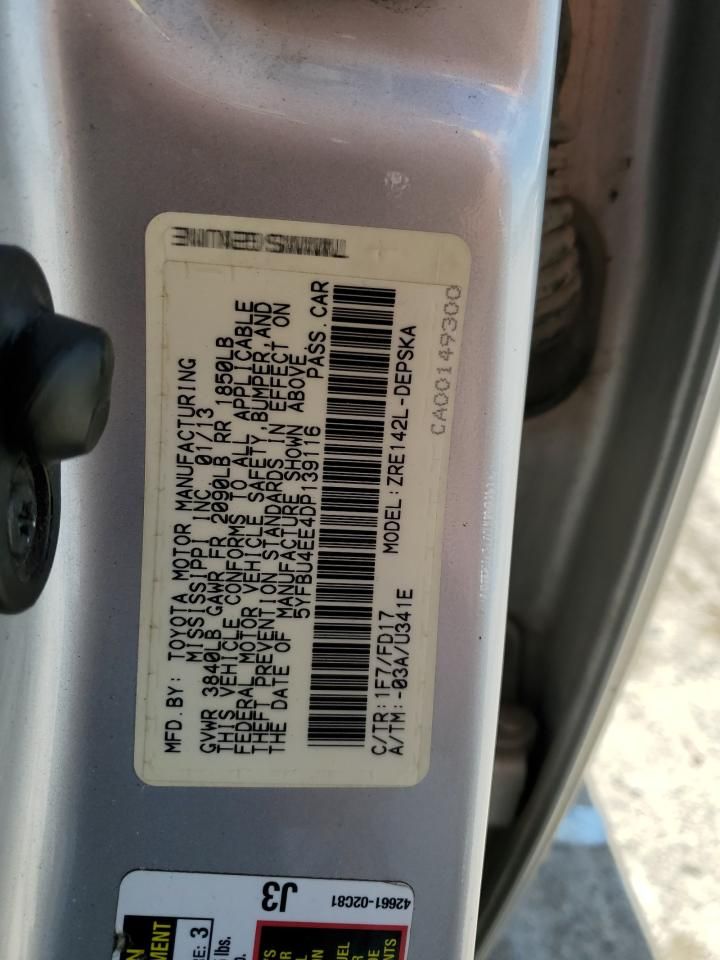 MFD.BY: TOYOTA MOTOR MANUFACTURING
MISSISSIPPI INC 01/13
GVWR 3840LB GAWR FR 2090LB RR 1850LB
THIS VEHICLE CONFORMS TO ALL APPLICABLE
FEDERAL MOTOR VEHICLE SAFETY,BUMPER,AND
THEFT PREVENTION STANDARDS IN EFFECT ON
THE DATE OF MANUFACTURE SHOWN ABOVE.
5YFBU4EE4DP139116 PASS.CAR
C/TR:1F7/FD17 MODEL:ZRE142L-DEPSKA
A/TM:-03A/U341E
CA00149300
J3
42661-02C81
3
lbs.